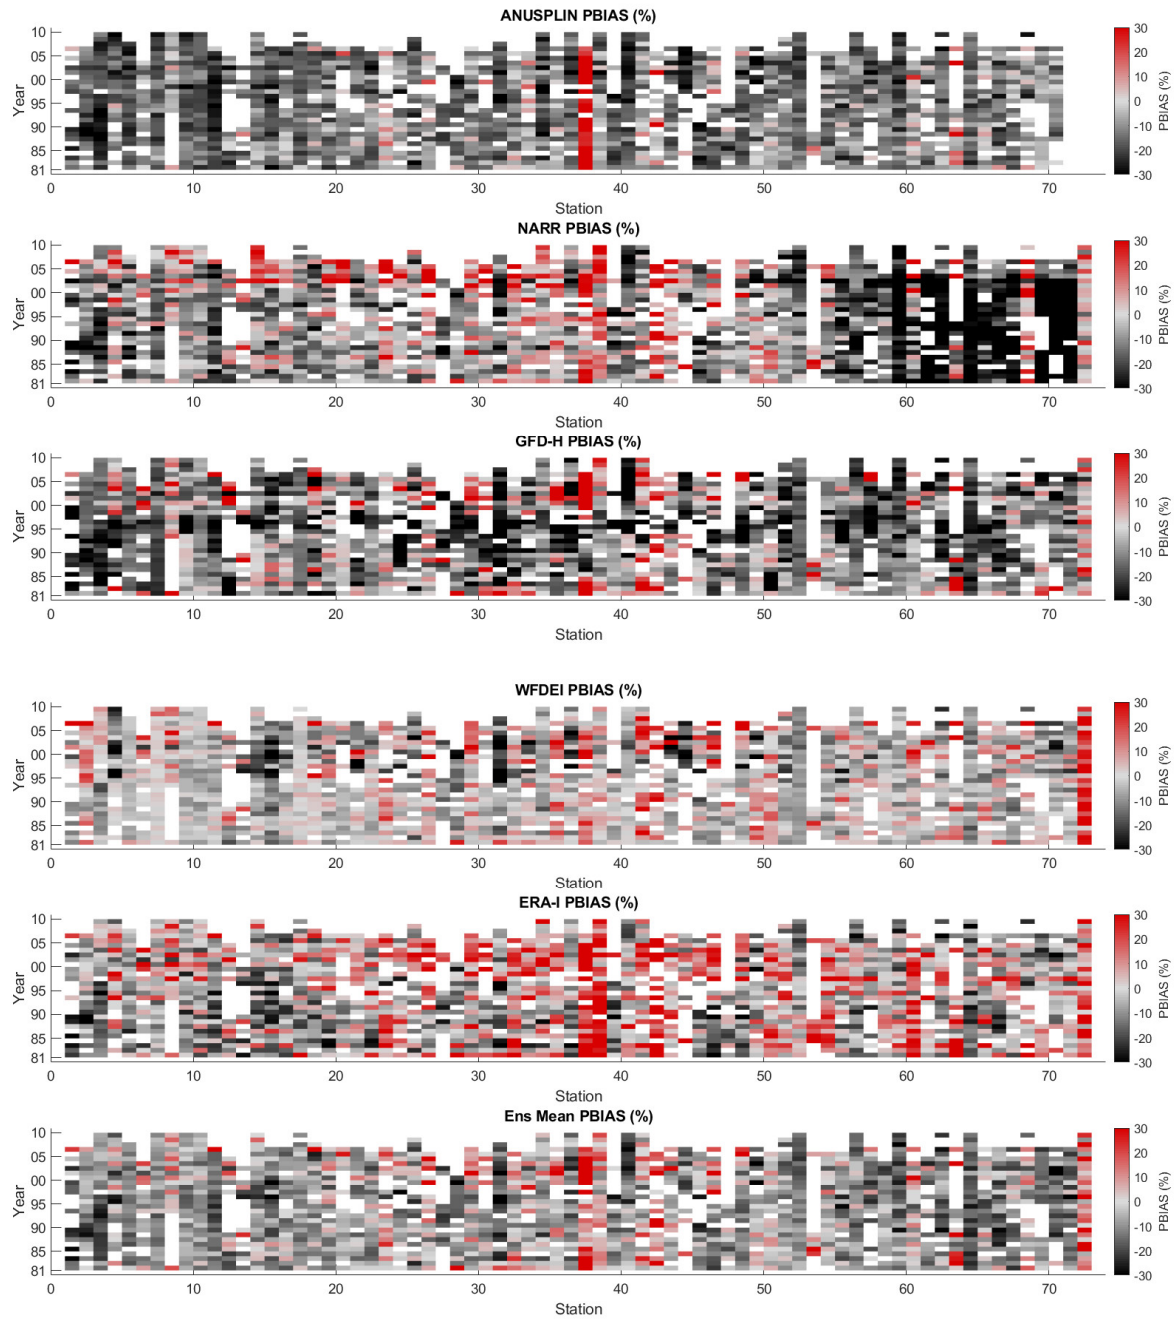 ANUSPLIN PBIAS (%)
10
05
00
95
90
85
81
Year
0 10 20 30 40 50 60 70
Station
30
20
10
0
-10
-20
-30
PBIAS (%)
NARR PBIAS (%)
10
05
00
95
90
85
81
Year
0 10 20 30 40 50 60 70
Station
30
20
10
0
-10
-20
-30
PBIAS (%)
GFD-H PBIAS (%)
10
05
00
95
90
85
81
Year
0 10 20 30 40 50 60 70
Station
30
20
10
0
-10
-20
-30
PBIAS (%)
WFDEI PBIAS (%)
10
05
00
95
90
85
81
Year
0 10 20 30 40 50 60 70
Station
30
20
10
0
-10
-20
-30
PBIAS (%)
ERA-I PBIAS (%)
10
05
00
95
90
85
81
Year
0 10 20 30 40 50 60 70
Station
30
20
10
0
-10
-20
-30
PBIAS (%)
Ens Mean PBIAS (%)
10
05
00
95
90
85
81
Year
0 10 20 30 40 50 60 70
Station
30
20
10
0
-10
-20
-30
PBIAS (%)